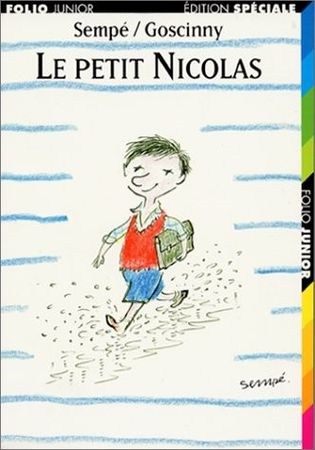 FOLIO JUNIOR ÉDITION SPÉCIALE
Sempé / Goscinny
LE PETIT NICOLAS
FOLIO JUNIOR
sempé.